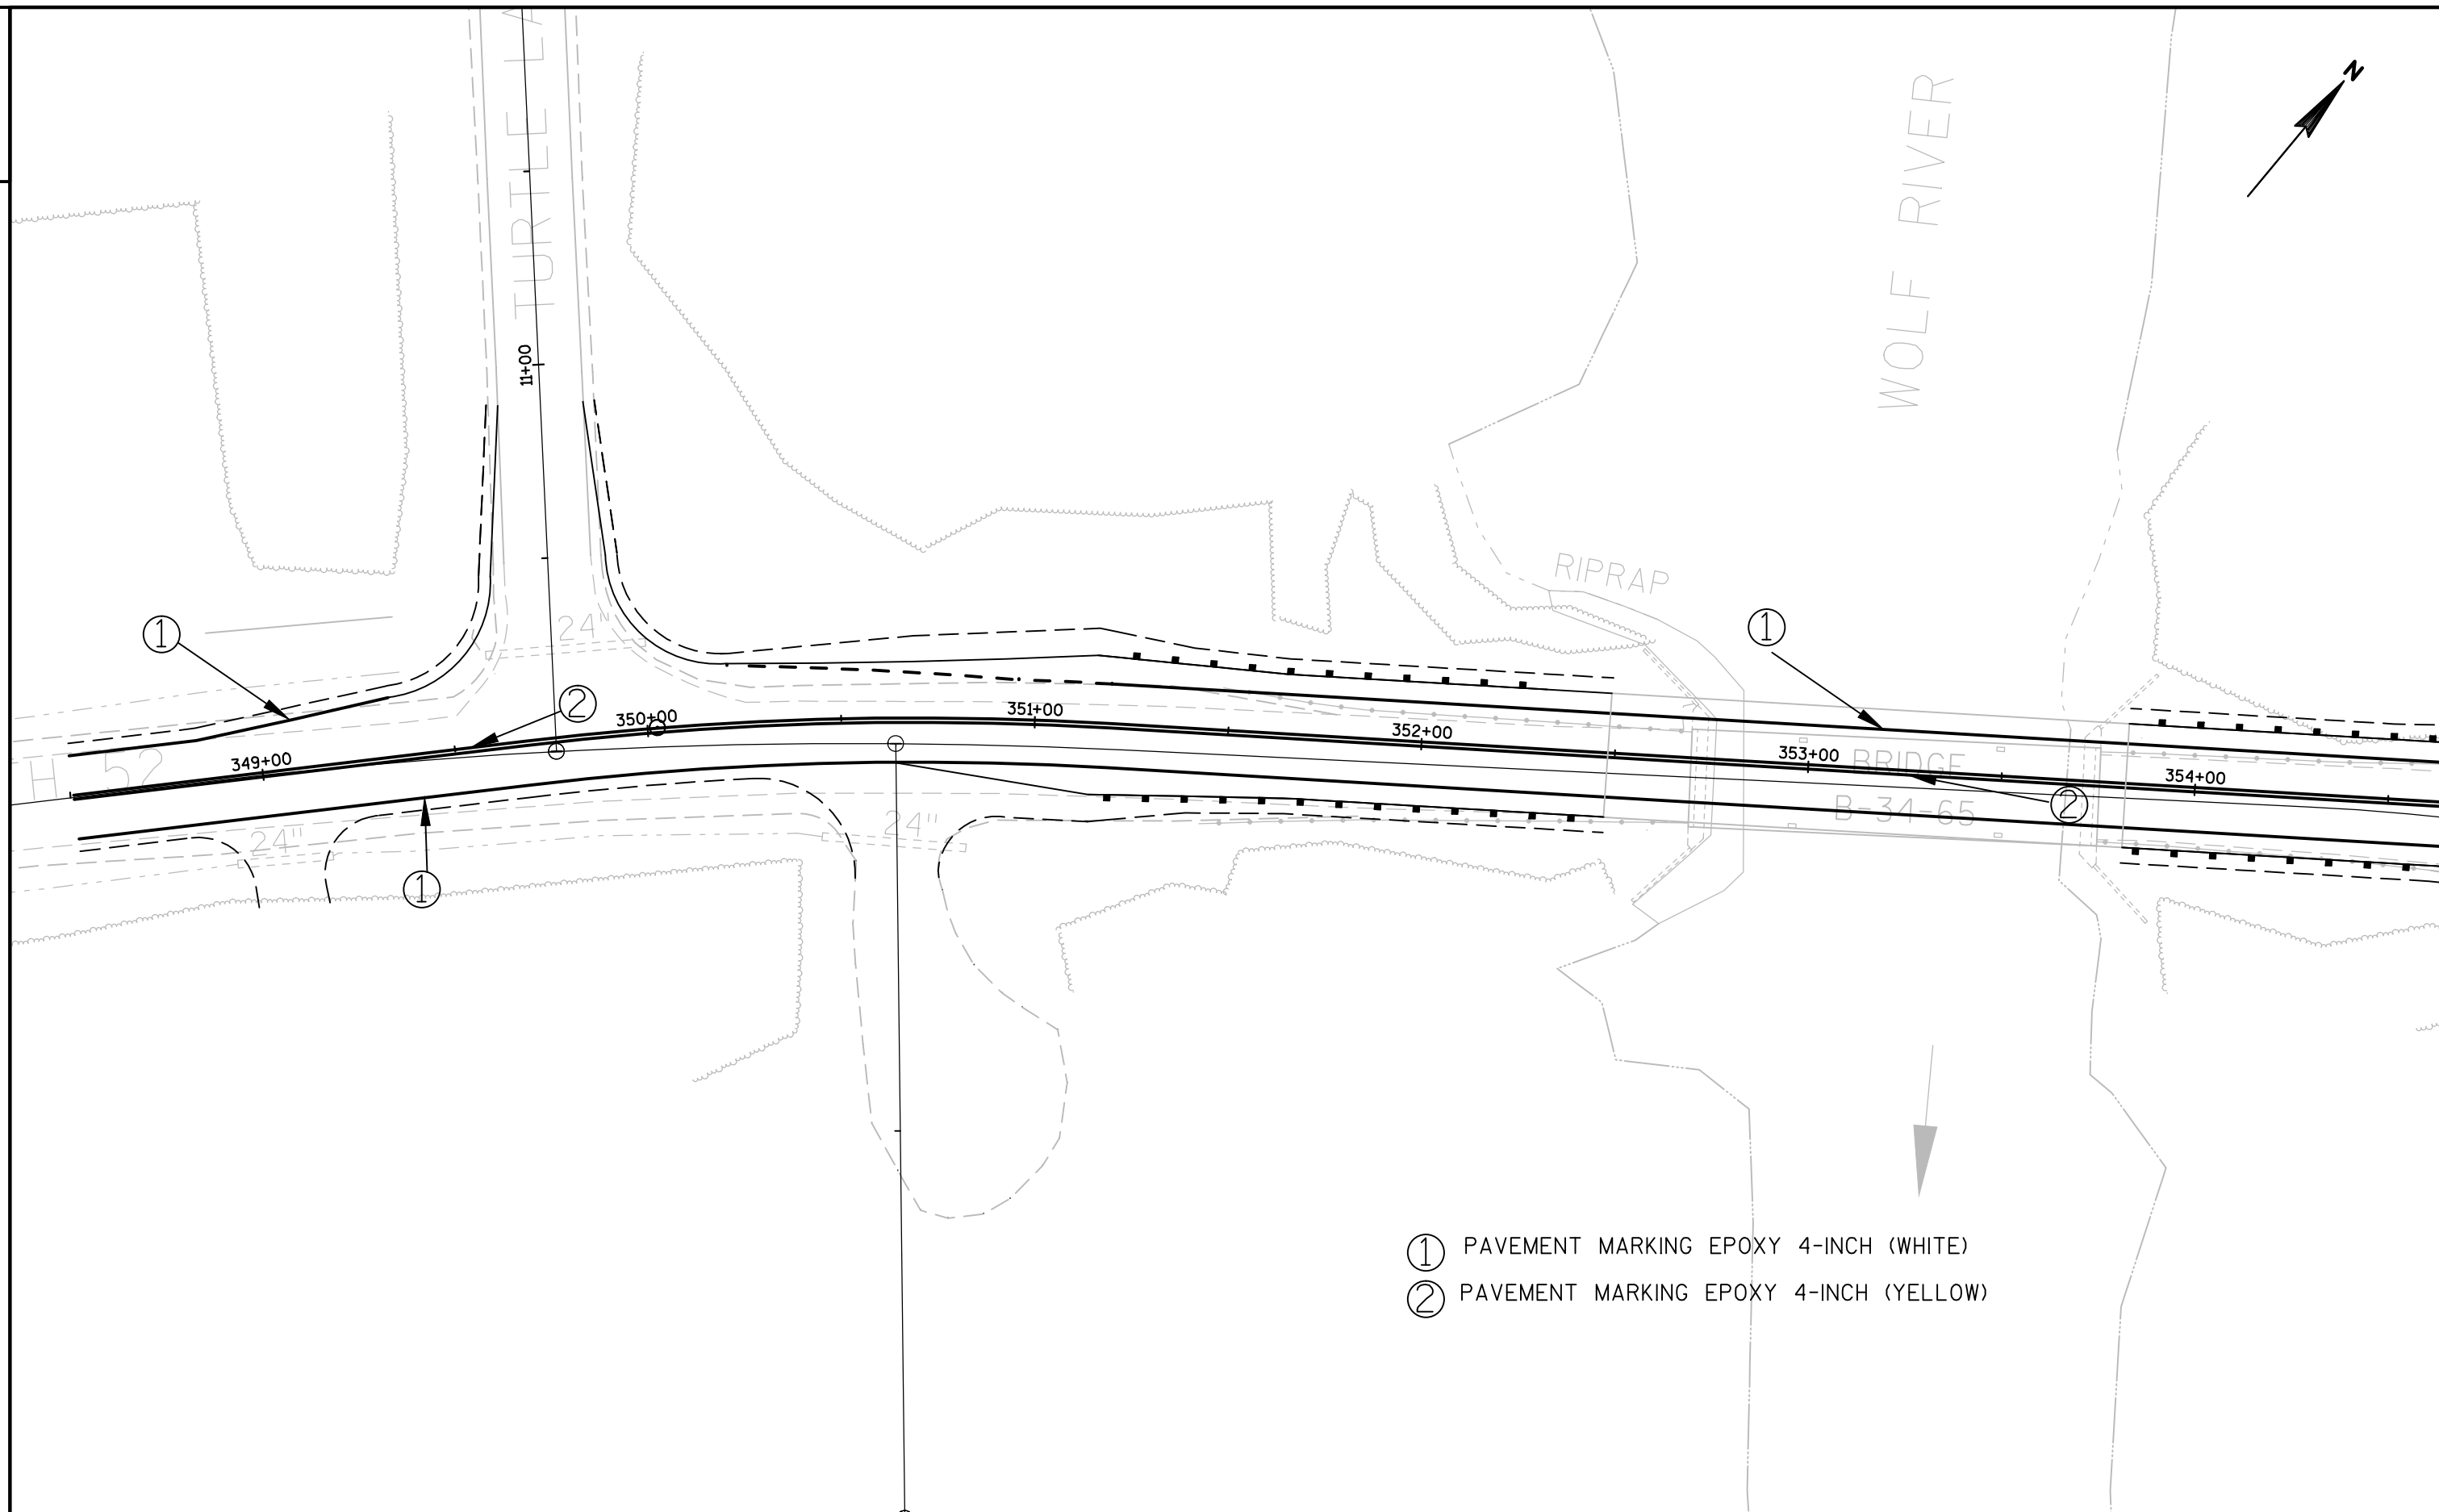 N
TURTLE
WOLF RIVER
11+00
RIPRAP
1
1
24"
2
350+00
351+00
352+00
353+00
354+00
349+00
H 52
BRIDGE
B-34-65
2
24"
24"
1
1 PAVEMENT MARKING EPOXY 4-INCH (WHITE)
2 PAVEMENT MARKING EPOXY 4-INCH (YELLOW)